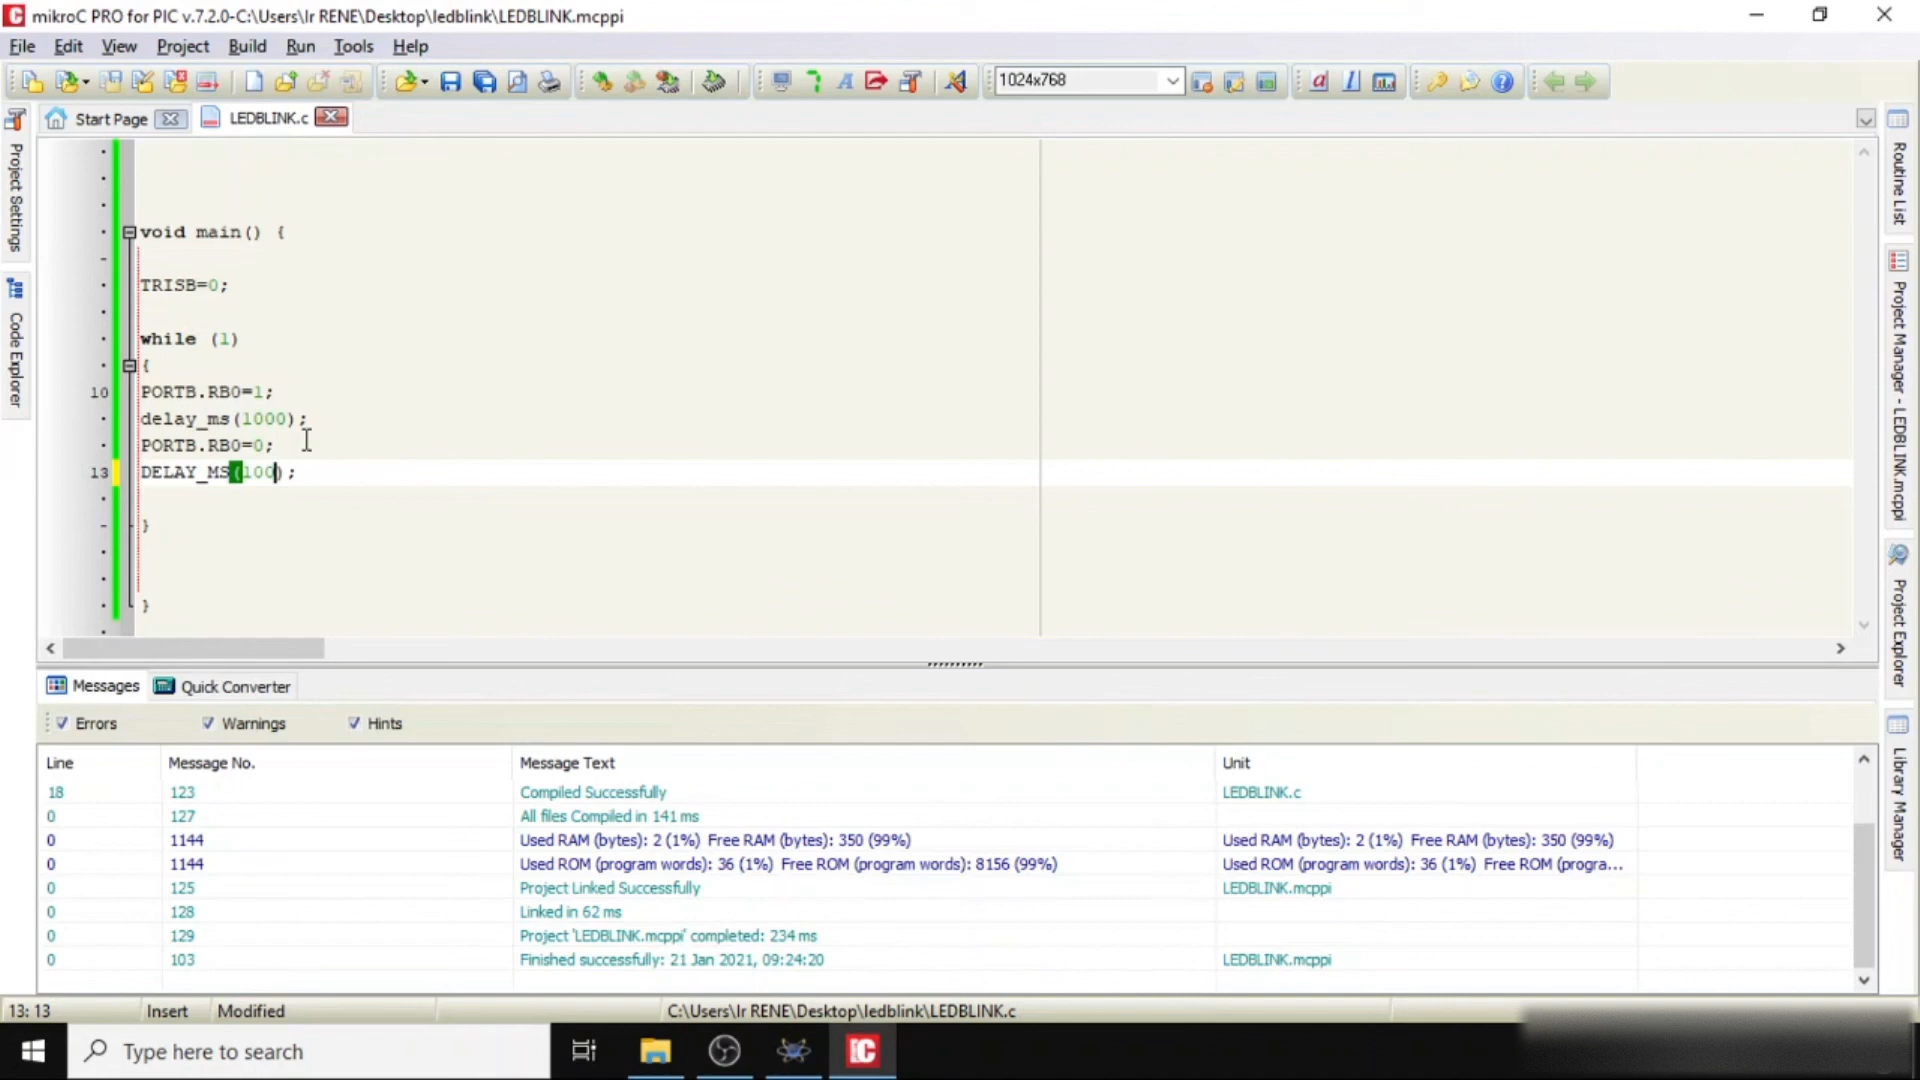 mikroC PRO for PIC v.7.2.0-C:\Users\Ir RENE\Desktop\ledblink\LEDBLINK.mcppi
File Edit View Project Build Run Tools Help
1024x768
Start Page LEDBLINK.c
Project Settings
Code Explorer
void main() {
TRISB=0;
while (1)
{
10 PORTB.RB0=1;
delay_ms(1000);
PORTB.RB0=0;
13 DELAY_MS(100);
}
}
Routine List
Project Manager - LEDBLINK.mcppi
Project Explorer
Library Manager
Messages Quick Converter
Errors Warnings Hints
Line Message No. Message Text Unit
18 123 Compiled Successfully LEDBLINK.c
0 127 All files Compiled in 141 ms
0 1144 Used RAM (bytes): 2 (1%) Free RAM (bytes): 350 (99%) Used RAM (bytes): 2 (1%) Free RAM (bytes): 350 (99%)
0 1144 Used ROM (program words): 36 (1%) Free ROM (program words): 8156 (99%) Used ROM (program words): 36 (1%) Free ROM (progra...
0 125 Project Linked Successfully LEDBLINK.mcppi
0 128 Linked in 62 ms
0 129 Project 'LEDBLINK.mcppi' completed: 234 ms
0 103 Finished successfully: 21 Jan 2021, 09:24:20 LEDBLINK.mcppi
13: 13 Insert Modified C:\Users\Ir RENE\Desktop\ledblink\LEDBLINK.c
Type here to search